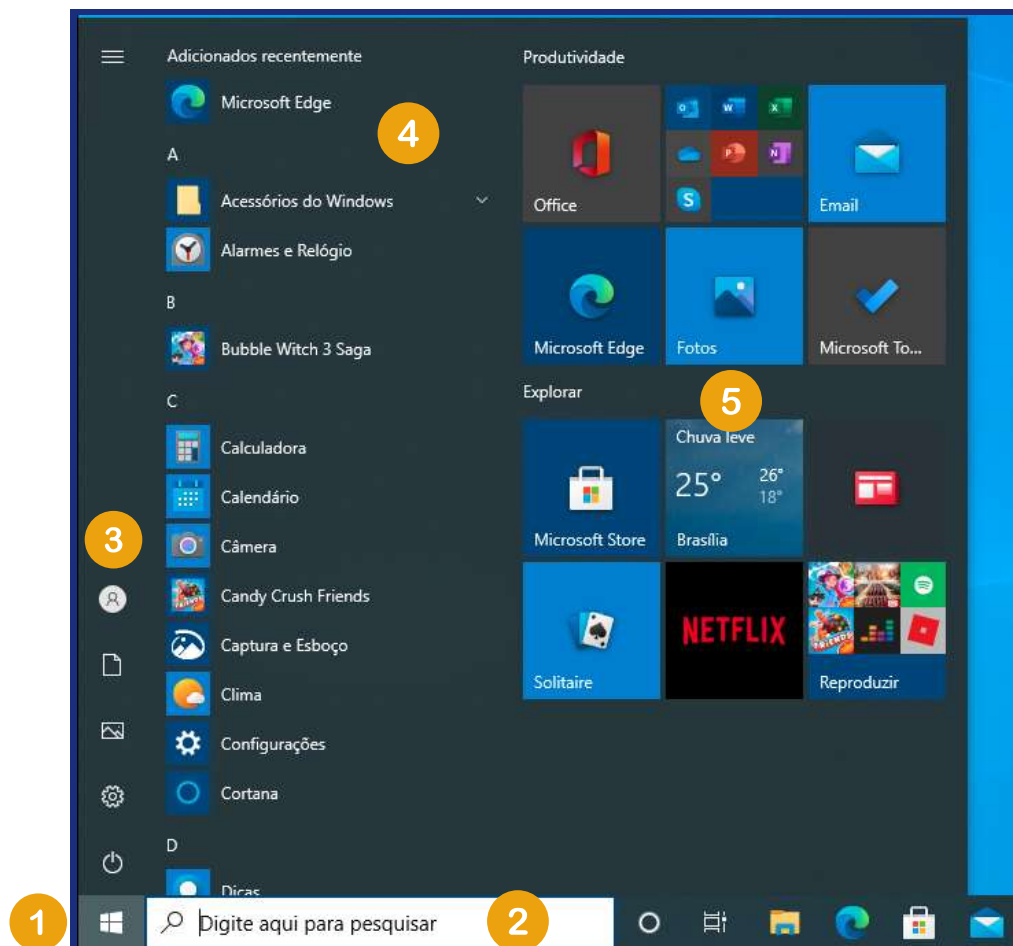 Adicionados recentemente
Microsoft Edge
4
A
Acessórios do Windows
Alarmes e Relógio
B
Bubble Witch 3 Saga
C
Calculadora
Calendário
3
Câmera
Candy Crush Friends
Captura e Esboço
Clima
Configurações
Cortana
D
Dicas
Produtividade
Office
Email
Microsoft Edge
Fotos
Microsoft To...
Explorar
5
Microsoft Store
Chuva leve
25° 26°
18°
Brasília
Solitaire
NETFLIX
Reproduzir
1
Digite aqui para pesquisar
2